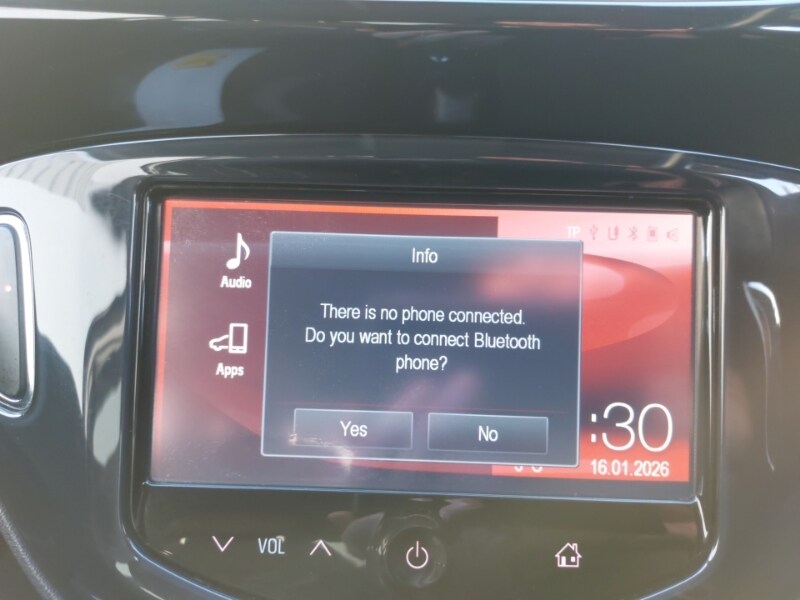 TP
Audio
Info
There is no phone connected.
Do you want to connect Bluetooth
phone?
Apps
Yes
No
:30
16.01.2026
VOL